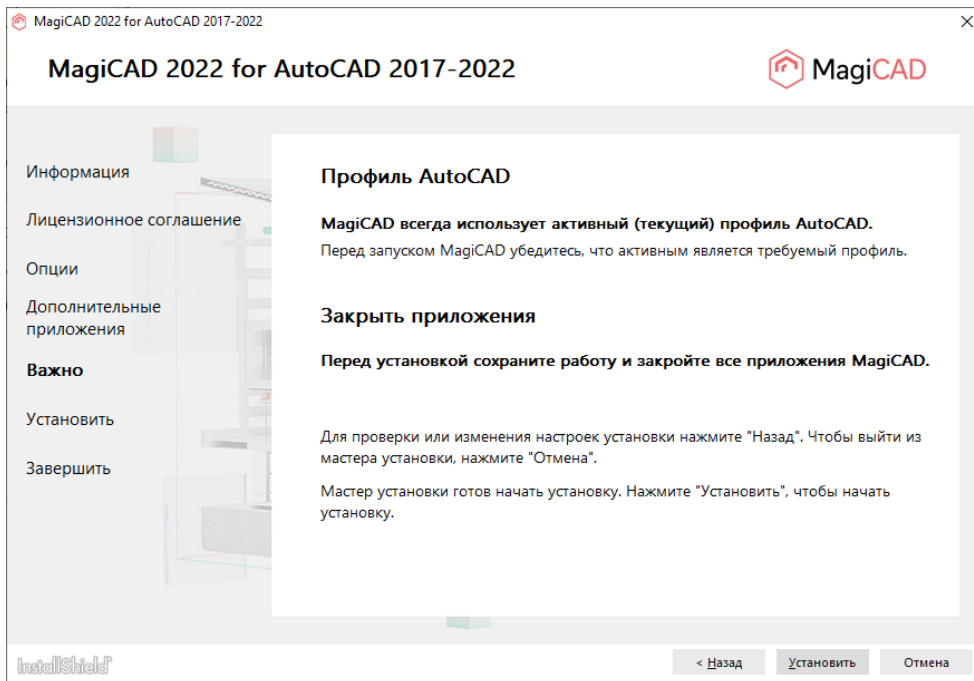 MagiCAD 2022 for AutoCAD 2017-2022
MagiCAD 2022 for AutoCAD 2017-2022
MagiCAD
Информация
Лицензионное соглашение
Опции
Дополнительные
приложения
Важно
Установить
Завершить
Профиль AutoCAD
MagiCAD всегда использует активный (текущий) профиль AutoCAD.
Перед запуском MagiCAD убедитесь, что активным является требуемый профиль.
Закрыть приложения
Перед установкой сохраните работу и закройте все приложения MagiCAD.
Для проверки или изменения настроек установки нажмите "Назад". Чтобы выйти из
мастера установки, нажмите "Отмена".
Мастер установки готов начать установку. Нажмите "Установить", чтобы начать
установку.
InstallShield
< Назад
Установить
Отмена